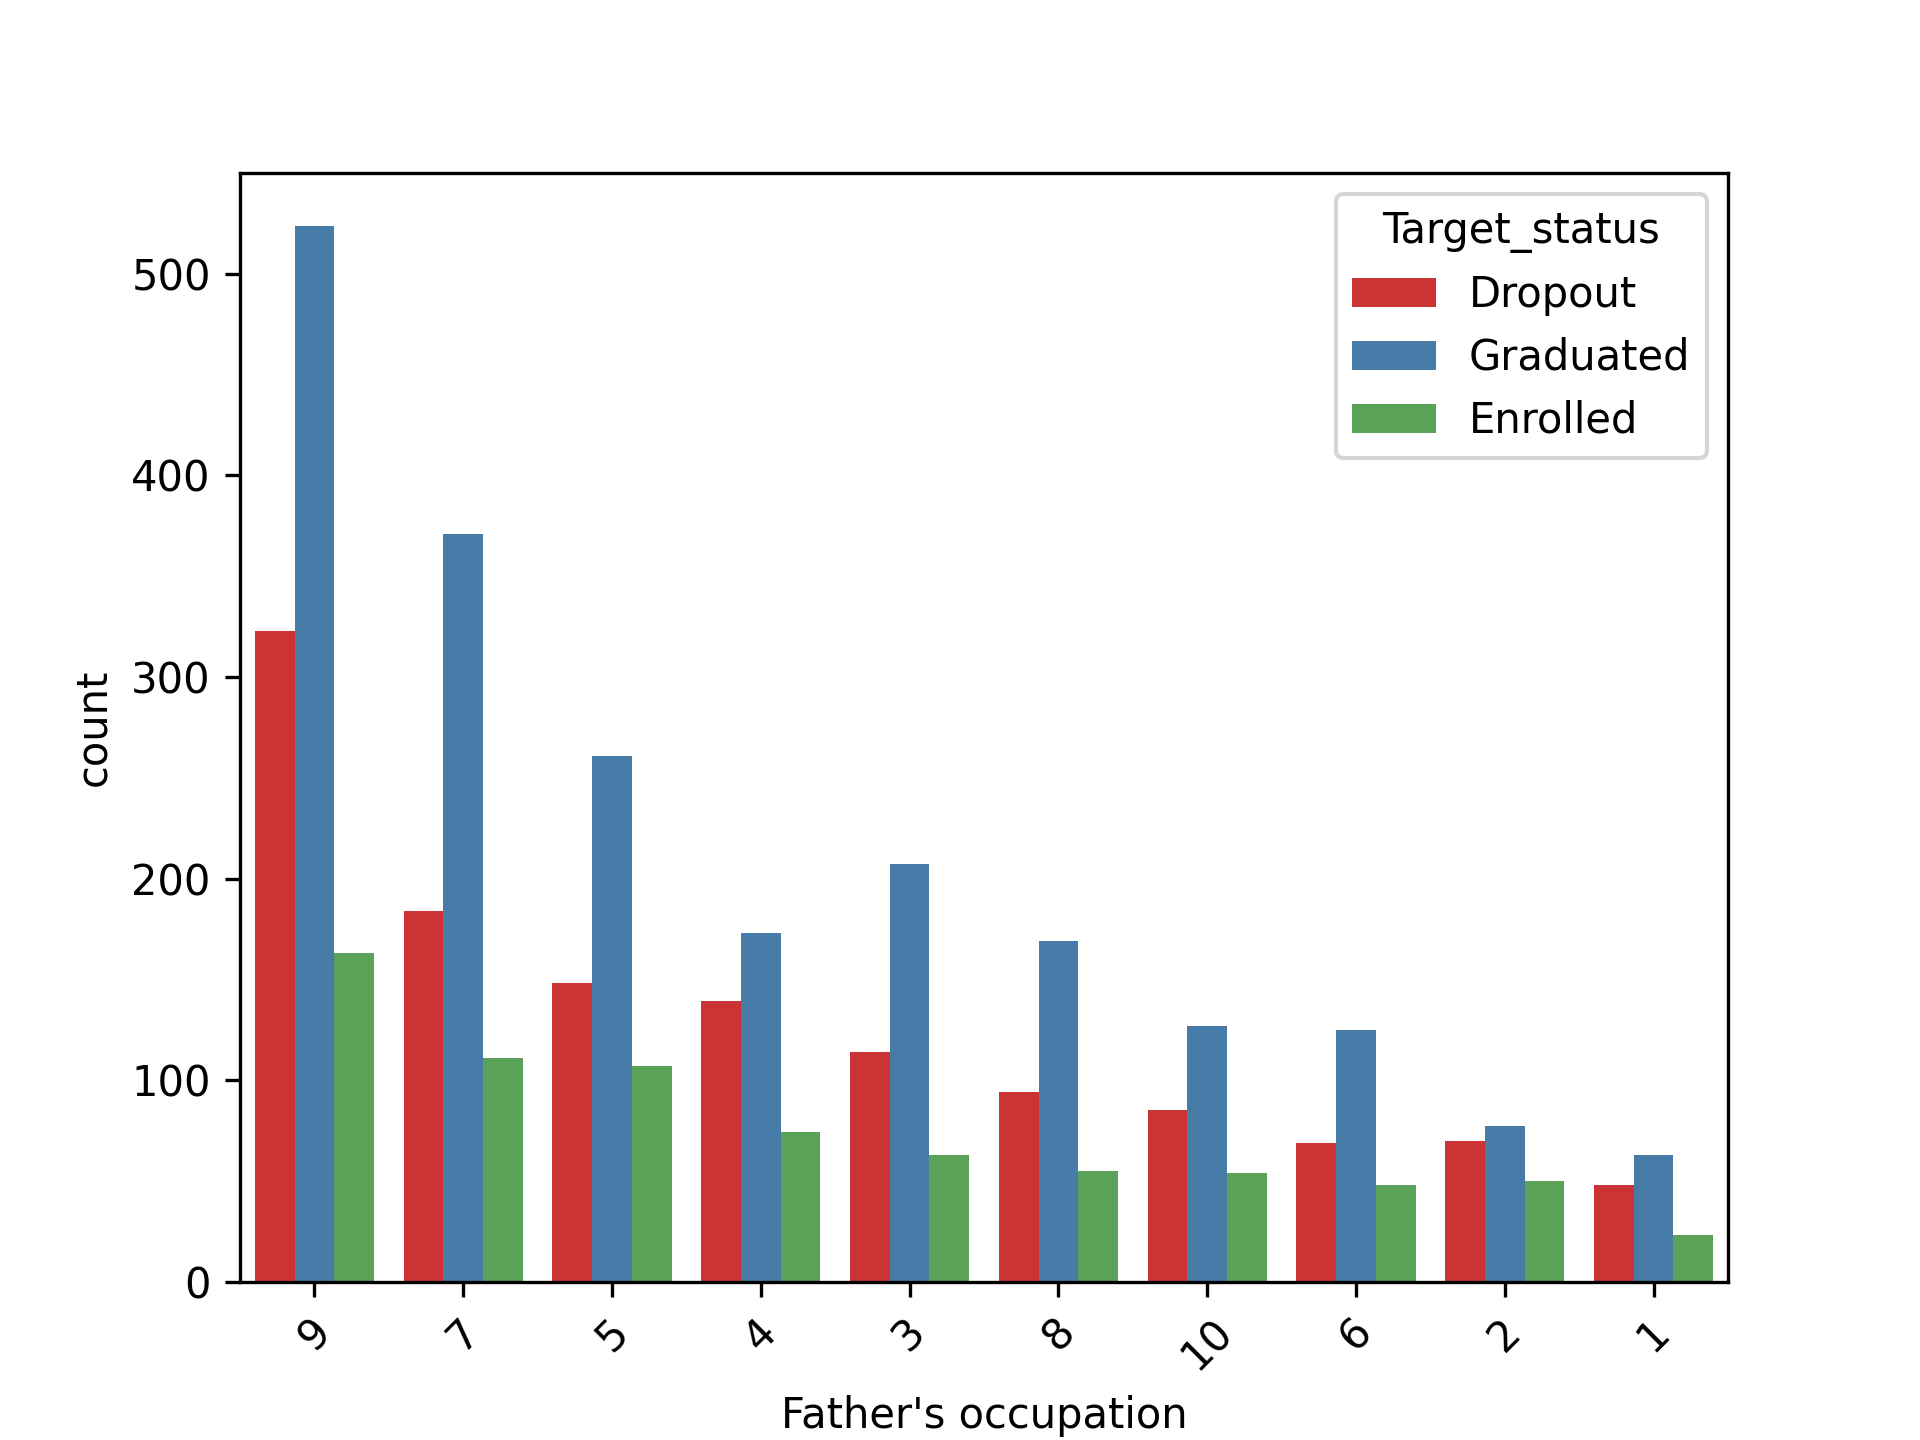 Target_status
Dropout
Graduated
Enrolled
500
400
300
200
100
0
count
9 7 5 4 3 8 10 6 2 1
Father's occupation